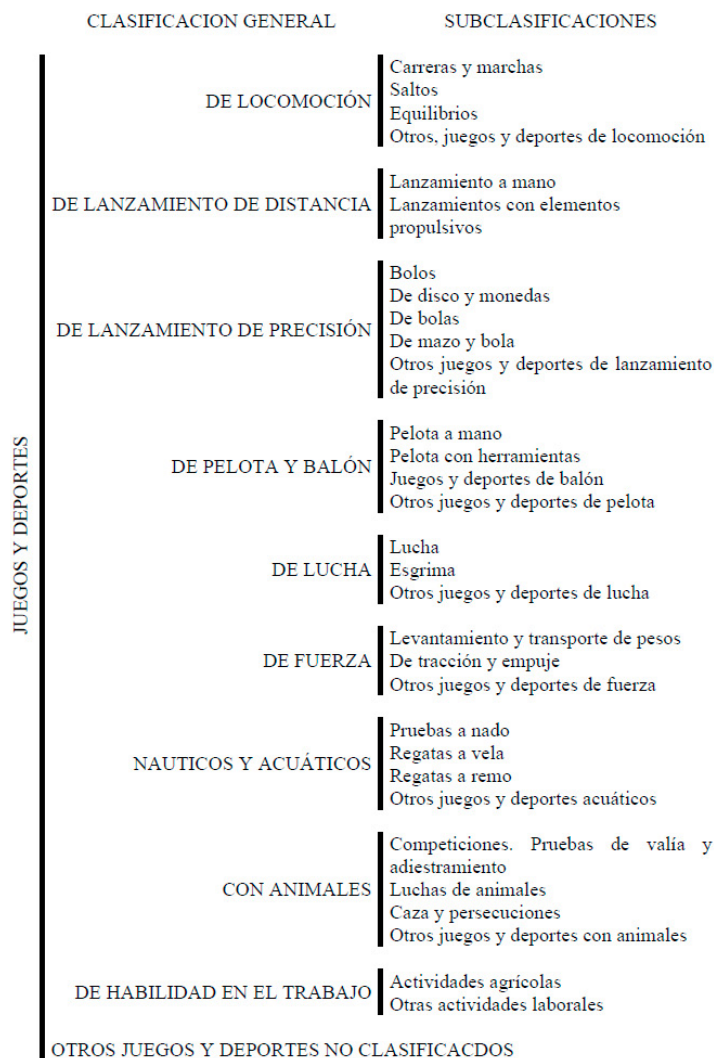 CLASIFICACION GENERAL
SUBCLASIFICACIONES
JUEGOS Y DEPORTES
DE LOCOMOCIÓN
Carreras y marchas
Saltos
Equilibrios
Otros, juegos y deportes de locomoción
DE LANZAMIENTO DE DISTANCIA
Lanzamiento a mano
Lanzamientos con elementos
propulsivos
DE LANZAMIENTO DE PRECISIÓN
Bolos
De disco y monedas
De bolas
De mazo y bola
Otros juegos y deportes de lanzamiento
de precisión
DE PELOTA Y BALÓN
Pelota a mano
Pelota con herramientas
Juegos y deportes de balón
Otros juegos y deportes de pelota
DE LUCHA
Lucha
Esgrima
Otros juegos y deportes de lucha
DE FUERZA
Levantamiento y transporte de pesos
De tracción y empuje
Otros juegos y deportes de fuerza
NAUTICOS Y ACUÁTICOS
Pruebas a nado
Regatas a vela
Regatas a remo
Otros juegos y deportes acuáticos
CON ANIMALES
Competiciones. Pruebas de valía y
adiestramiento
Luchas de animales
Caza y persecuciones
Otros juegos y deportes con animales
DE HABILIDAD EN EL TRABAJO
Actividades agrícolas
Otras actividades laborales
OTROS JUEGOS Y DEPORTES NO CLASIFICACDOS